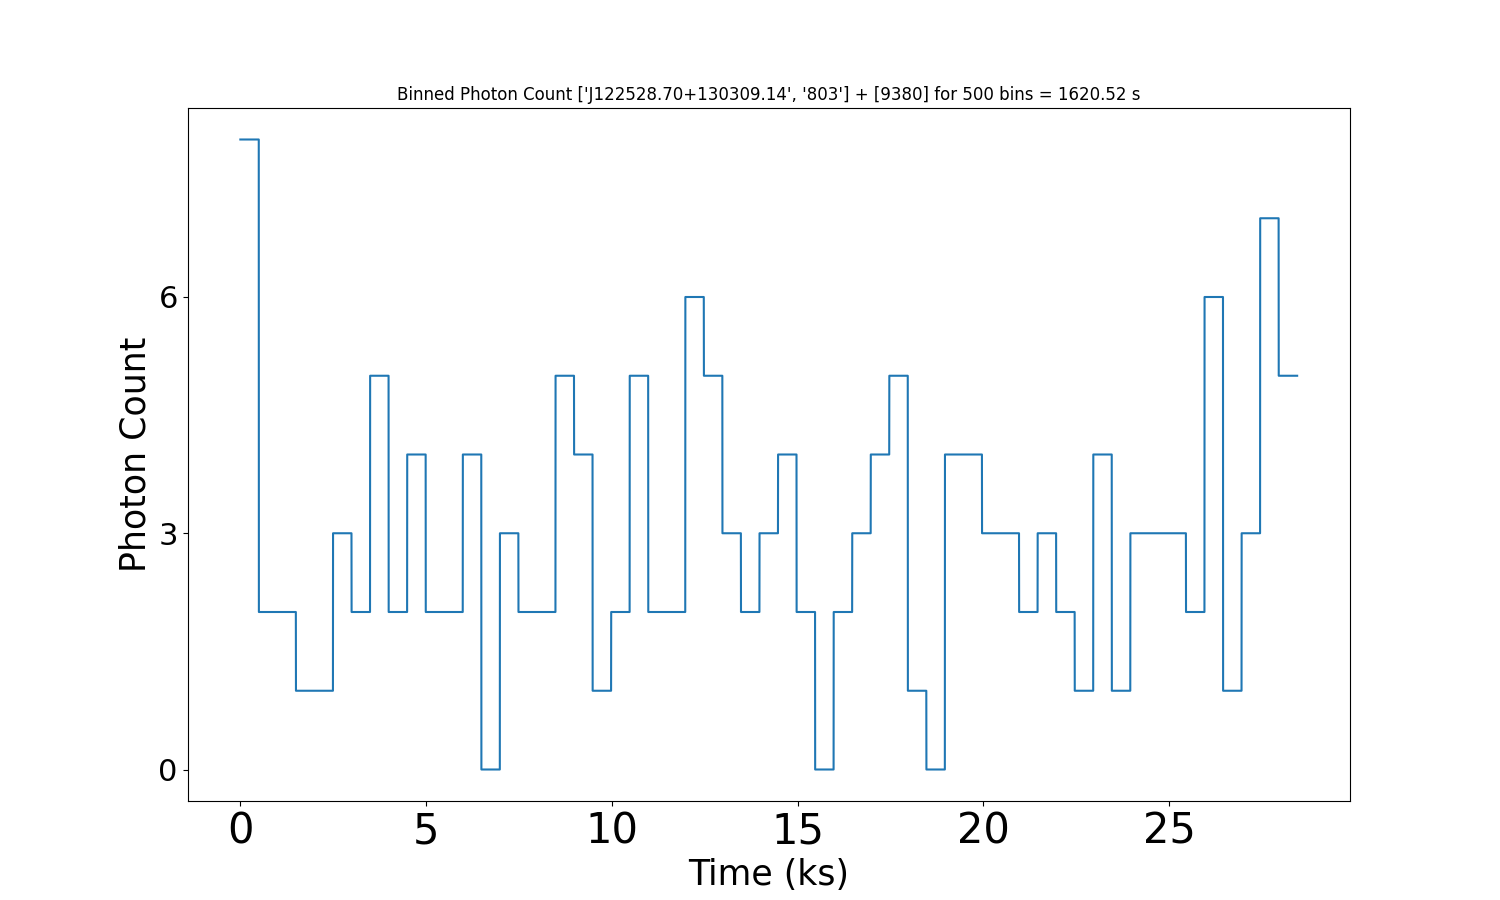 Binned Photon Count ['J122528.70+130309.14', '803'] + [9380] for 500 bins = 1620.52 s
Photon Count
6
3
0
0 5 10 15 20 25
Time (ks)